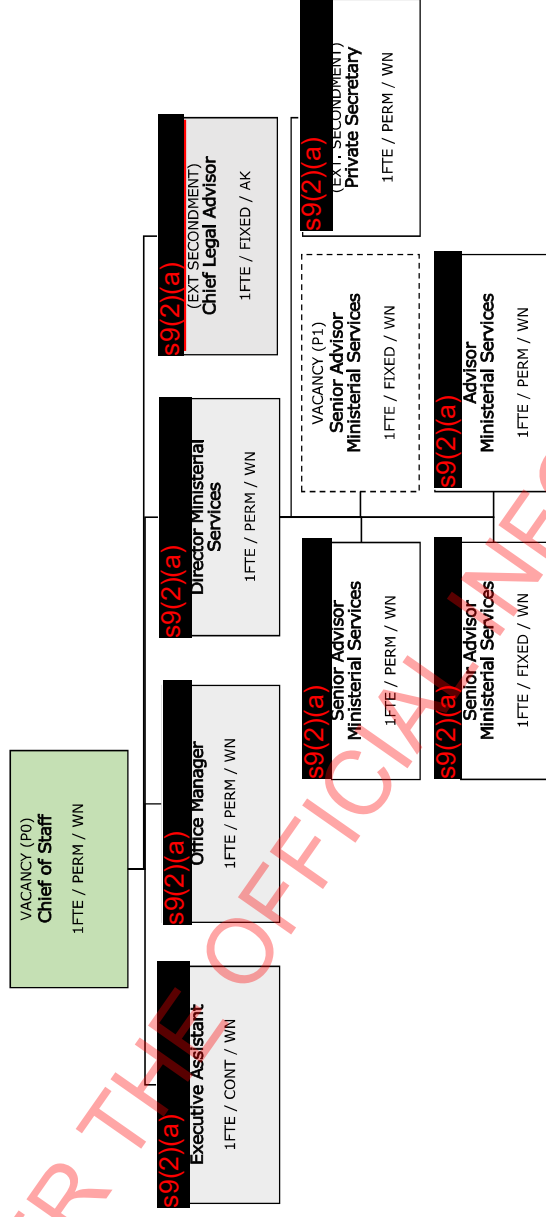 VACANCY (P0)
Chief of Staff
1FTE / PERM / WN
s9(2)(a)
Executive Assistant
1FTE / CONT / WN
s9(2)(a)
Office Manager
1FTE / PERM / WN
s9(2)(a)
Director Ministerial
Services
1FTE / PERM / WN
s9(2)(a)
(EXT SECONDMENT)
Chief Legal Advisor
1FTE / FIXED / AK
s9(2)(a)
Senior Advisor
Ministerial Services
1FTE / PERM / WN
VACANCY (P1)
Senior Advisor
Ministerial Services
1FTE / FIXED / WN
s9(2)(a)
(EXT. SECONDMENT)
Private Secretary
1FTE / PERM / WN
s9(2)(a)
Senior Advisor
Ministerial Services
1FTE / FIXED / WN
s9(2)(a)
Advisor
Ministerial Services
1FTE / PERM / WN
ER THE OFFICIAL INF